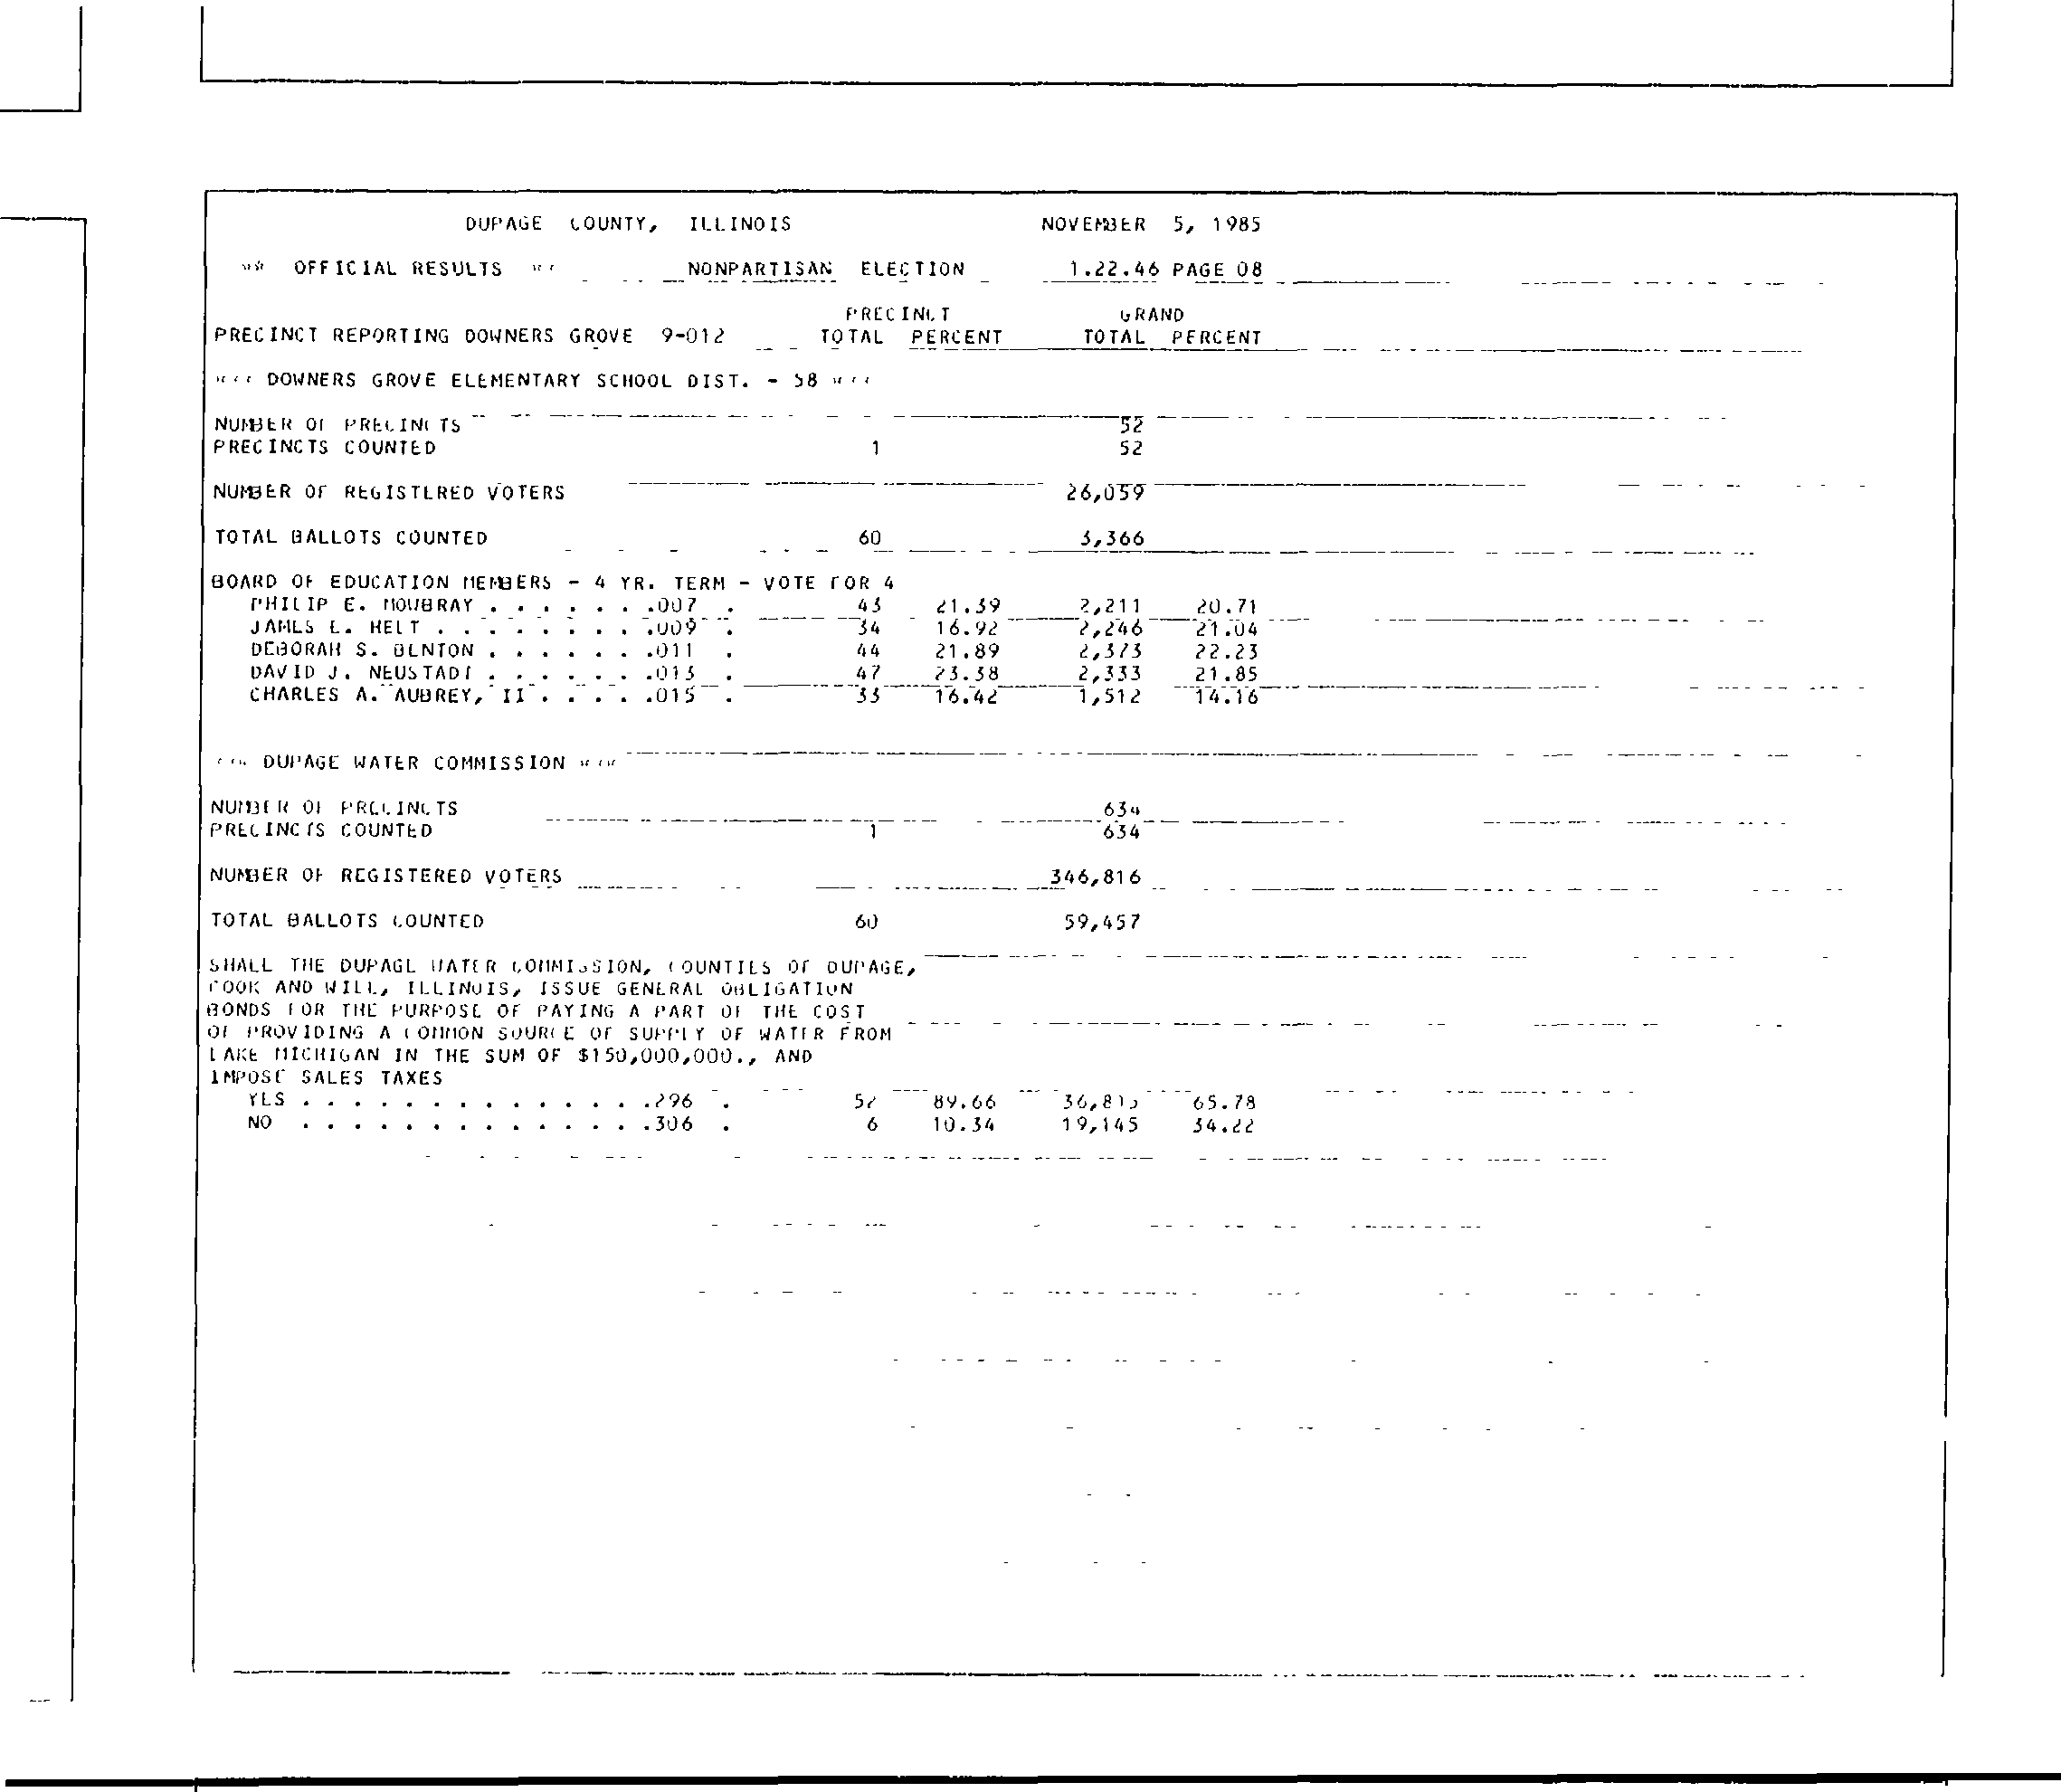 DUPAGE COUNTY, ILLINOIS NOVEMBER 5, 1985
** OFFICIAL RESULTS ** NONPARTISAN ELECTION 1.22.46 PAGE 08
PRECINCT GRAND
PRECINCT REPORTING DOWNERS GROVE 9-012 TOTAL PERCENT TOTAL PERCENT
*** DOWNERS GROVE ELEMENTARY SCHOOL DIST. - 58 ***
NUMBER OF PRECINCTS 52
PRECINCTS COUNTED 1 52
NUMBER OF REGISTERED VOTERS 26,059
TOTAL BALLOTS COUNTED 60 3,366
BOARD OF EDUCATION MEMBERS - 4 YR. TERM - VOTE FOR 4
PHILIP E. MOWBRAY . . . . . . .007 . 43 21.39 2,211 20.71
JAMES L. HELT . . . . . . . . .009 . 34 16.92 2,246 21.04
DEBORAH S. BENTON . . . . . . .011 . 44 21.89 2,373 22.23
DAVID J. NEUSTADT . . . . . . .013 . 47 23.38 2,333 21.85
CHARLES A. AUBREY, II . . . . .015 . 33 16.42 1,512 14.16
*** DUPAGE WATER COMMISSION ***
NUMBER OF PRECINCTS 634
PRECINCTS COUNTED 1 634
NUMBER OF REGISTERED VOTERS 346,816
TOTAL BALLOTS COUNTED 60 59,457
SHALL THE DUPAGE WATER COMMISSION, COUNTIES OF DUPAGE,
COOK AND WILL, ILLINOIS, ISSUE GENERAL OBLIGATION
BONDS FOR THE PURPOSE OF PAYING A PART OF THE COST
OF PROVIDING A COMMON SOURCE OF SUPPLY OF WATER FROM
LAKE MICHIGAN IN THE SUM OF $150,000,000., AND
IMPOSE SALES TAXES
YES . . . . . . . . . . . . . .296 . 52 89.66 65.78
NO . . . . . . . . . . . . . .306 . 6 10.34 19,145 34.22